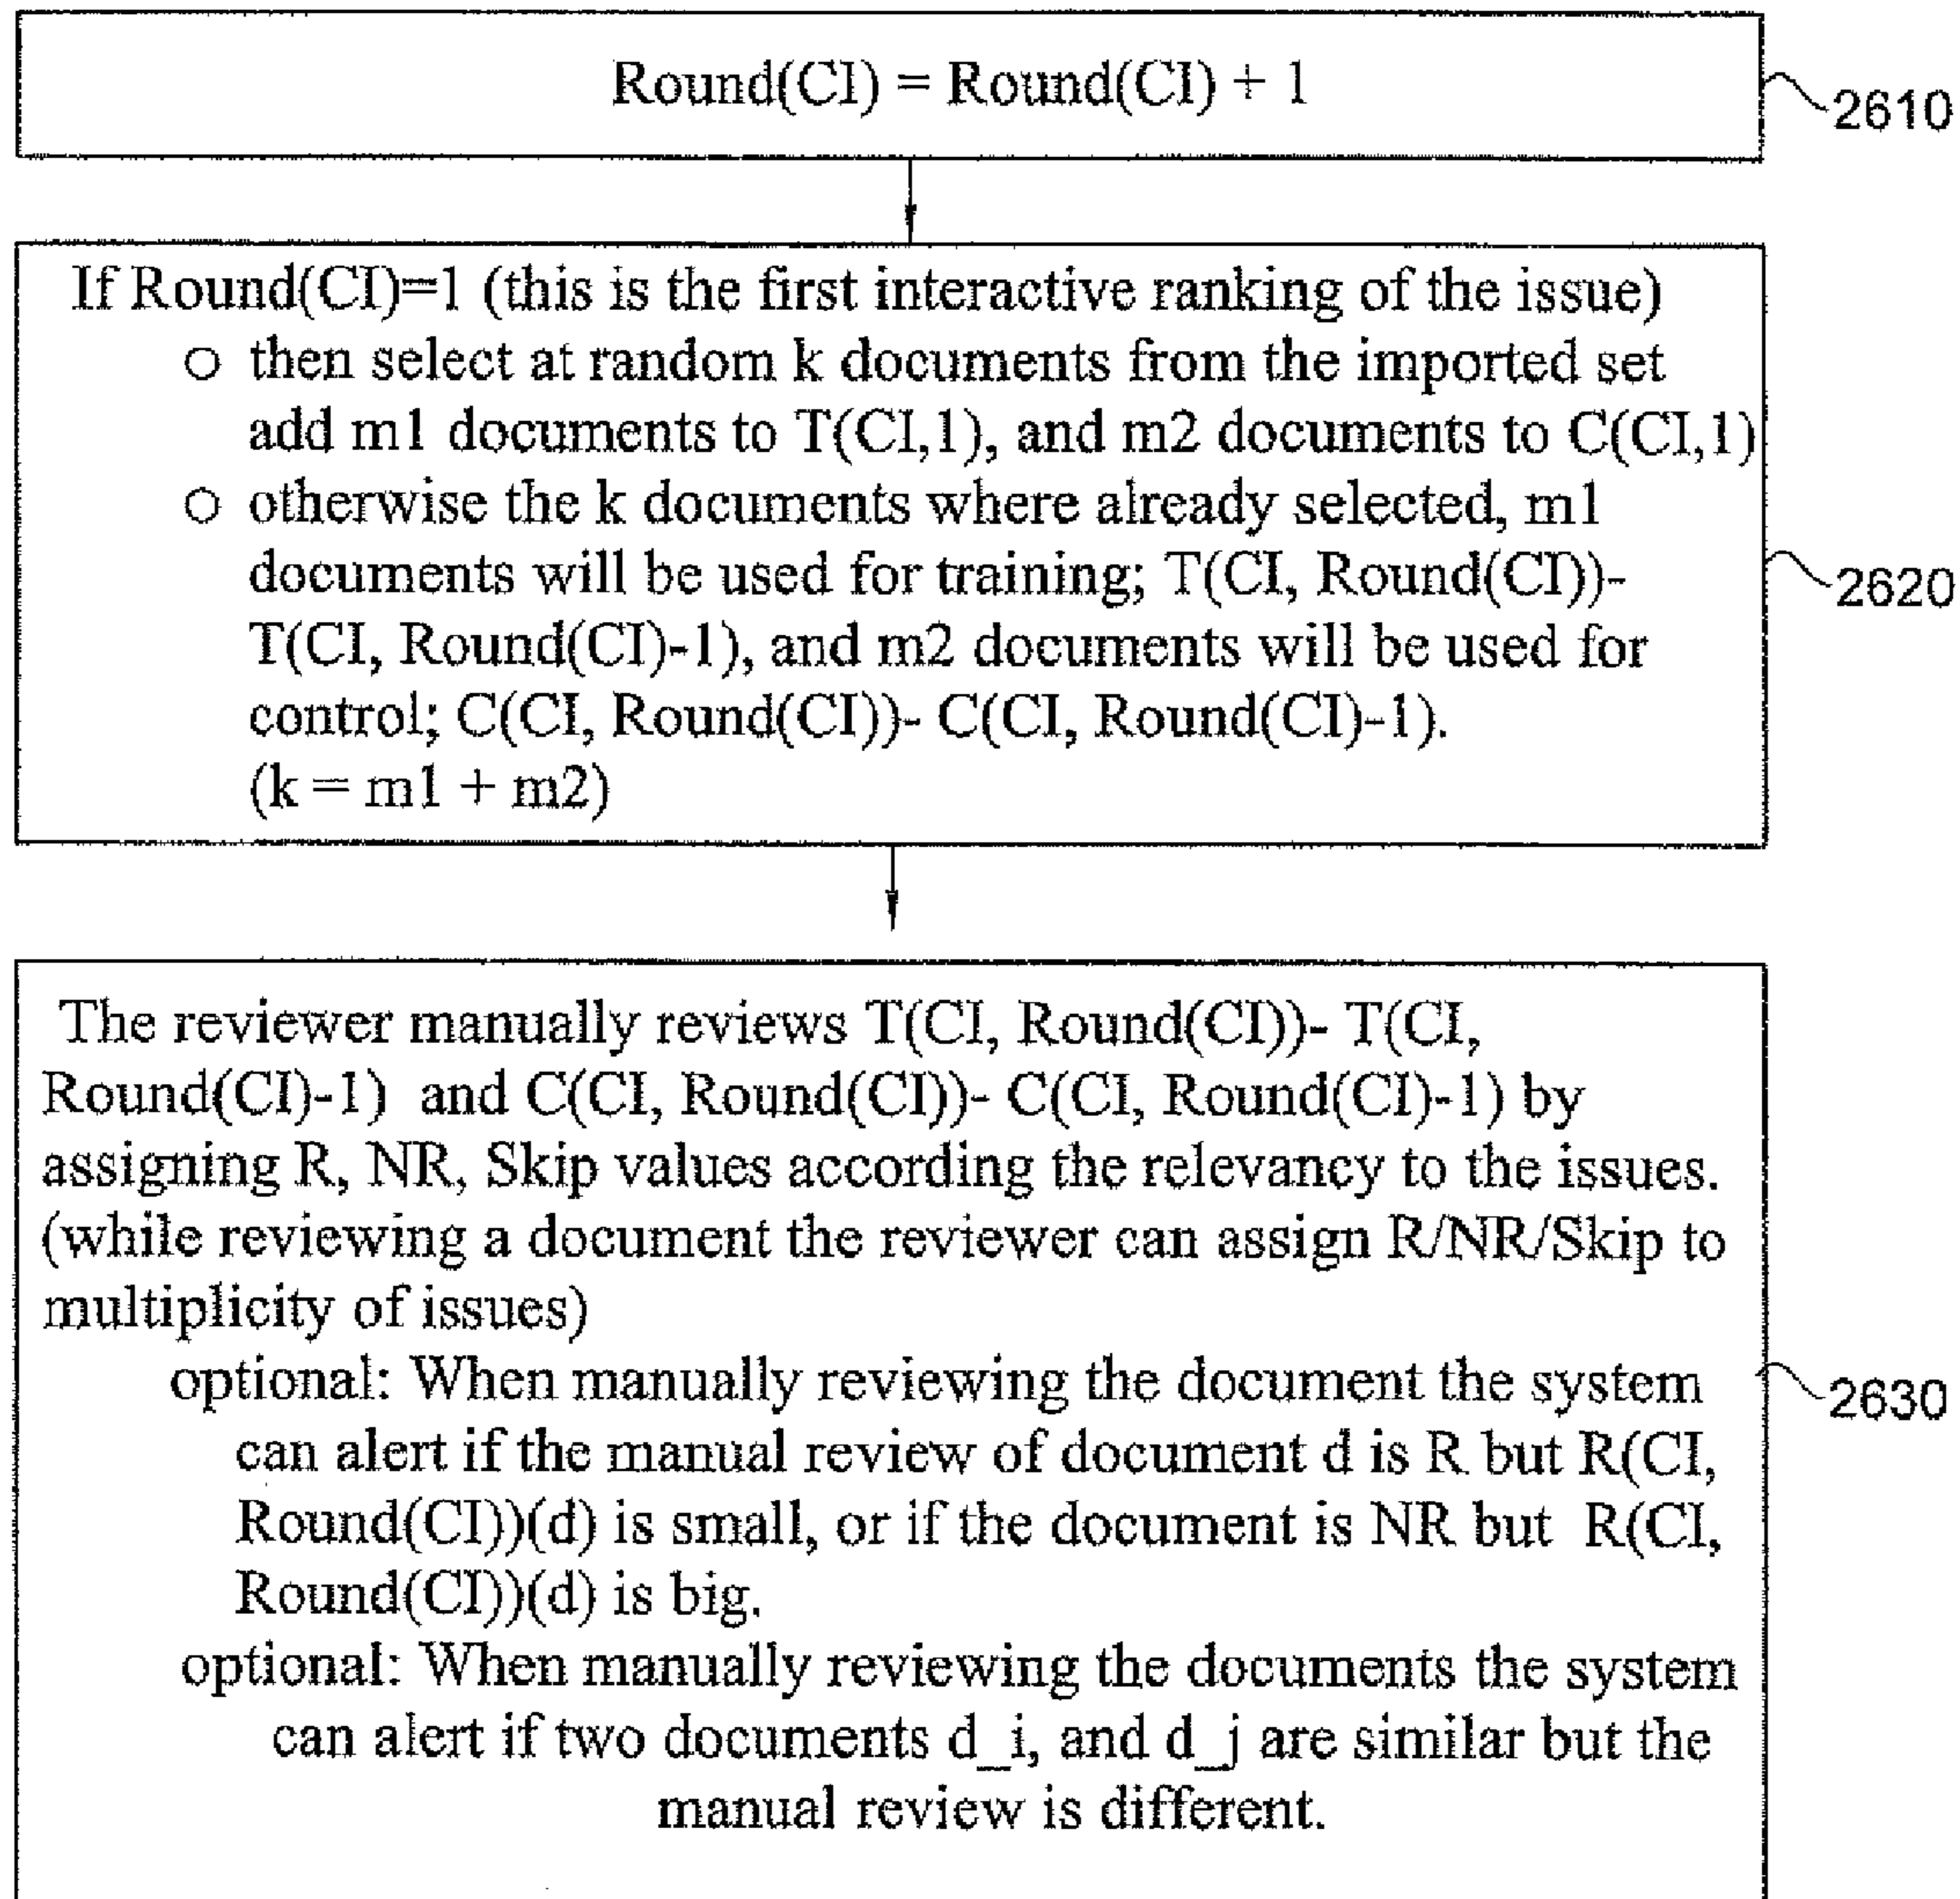 Round(CI) = Round(CI) + 1
2610
If Round(CI)=1 (this is the first interactive ranking of the issue)
○ then select at random k documents from the imported set
add m1 documents to T(CI,1), and m2 documents to C(CI,1)
○ otherwise the k documents where already selected, m1
documents will be used for training; T(CI, Round(CI))-
T(CI, Round(CI)-1), and m2 documents will be used for
control; C(CI, Round(CI))- C(CI, Round(CI)-1).
(k = m1 + m2)
2620
The reviewer manually reviews T(CI, Round(CI))- T(CI,
Round(CI)-1) and C(CI, Round(CI))- C(CI, Round(CI)-1) by
assigning R, NR, Skip values according the relevancy to the issues.
(while reviewing a document the reviewer can assign R/NR/Skip to
multiplicity of issues)
optional: When manually reviewing the document the system
can alert if the manual review of document d is R but R(CI,
Round(CI))(d) is small, or if the document is NR but R(CI,
Round(CI))(d) is big.
optional: When manually reviewing the documents the system
can alert if two documents d_i, and d_j are similar but the
manual review is different.
2630